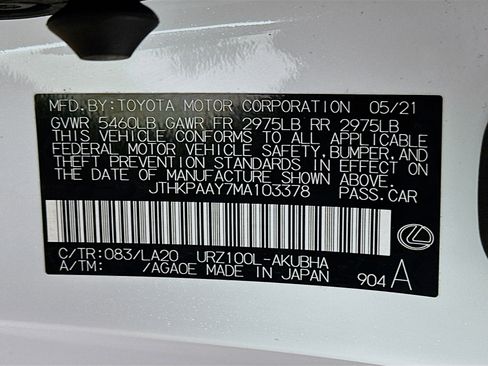 MFD.BY:TOYOTA MOTOR CORPORATION 05/21
GVWR 5460LB GAWR FR 2975LB RR 2975LB
THIS VEHICLE CONFORMS TO ALL APPLICABLE
FEDERAL MOTOR VEHICLE SAFETY,BUMPER,AND
THEFT PREVENTION STANDARDS IN EFFECT ON
THE DATE OF MANUFACTURE SHOWN ABOVE.
JTHKPAAY7MA103378 PASS.CAR
C/TR:083/LA20 URZ100L-AKUBHA
A/TM: /AGA0E MADE IN JAPAN 904 A